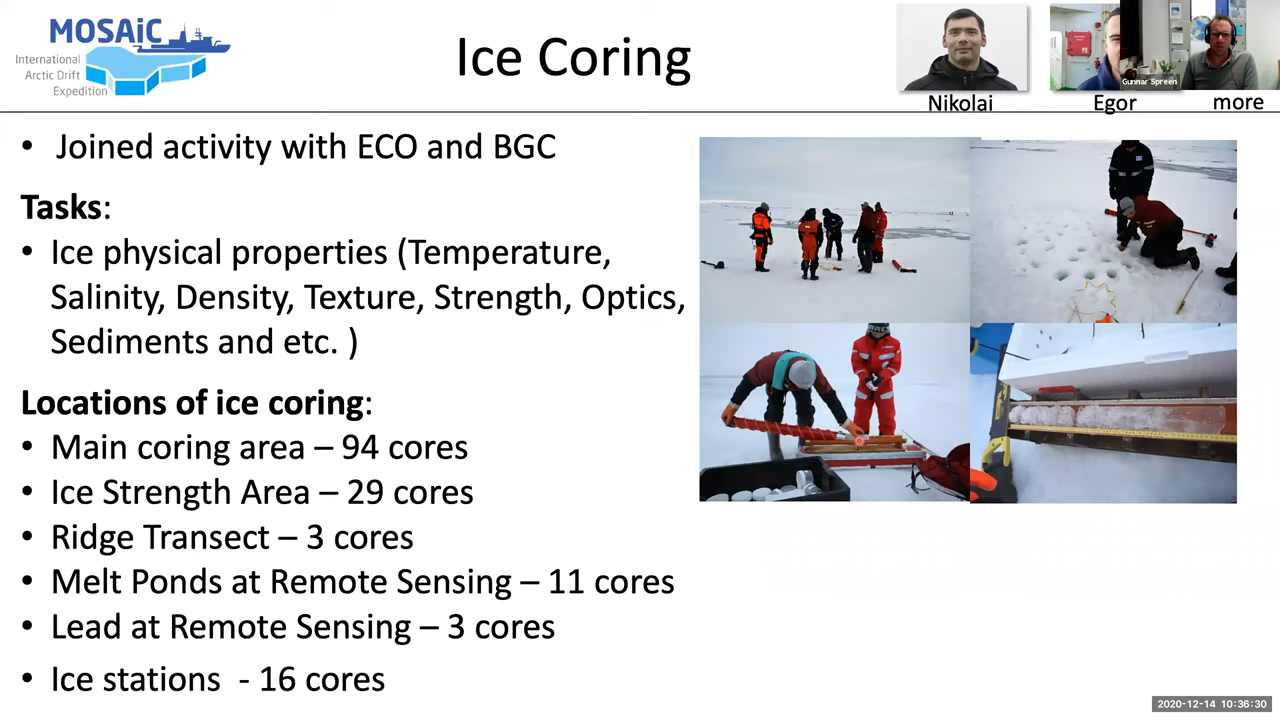 MOSAiC
International
Arctic Drift
Expedition
Ice Coring
Gunnar Spreen
Nikolai
Egor
more
• Joined activity with ECO and BGC
Tasks:
• Ice physical properties (Temperature,
Salinity, Density, Texture, Strength, Optics,
Sediments and etc. )
Locations of ice coring:
• Main coring area – 94 cores
• Ice Strength Area – 29 cores
• Ridge Transect – 3 cores
• Melt Ponds at Remote Sensing – 11 cores
• Lead at Remote Sensing – 3 cores
• Ice stations - 16 cores
2020-12-14 10:36:30